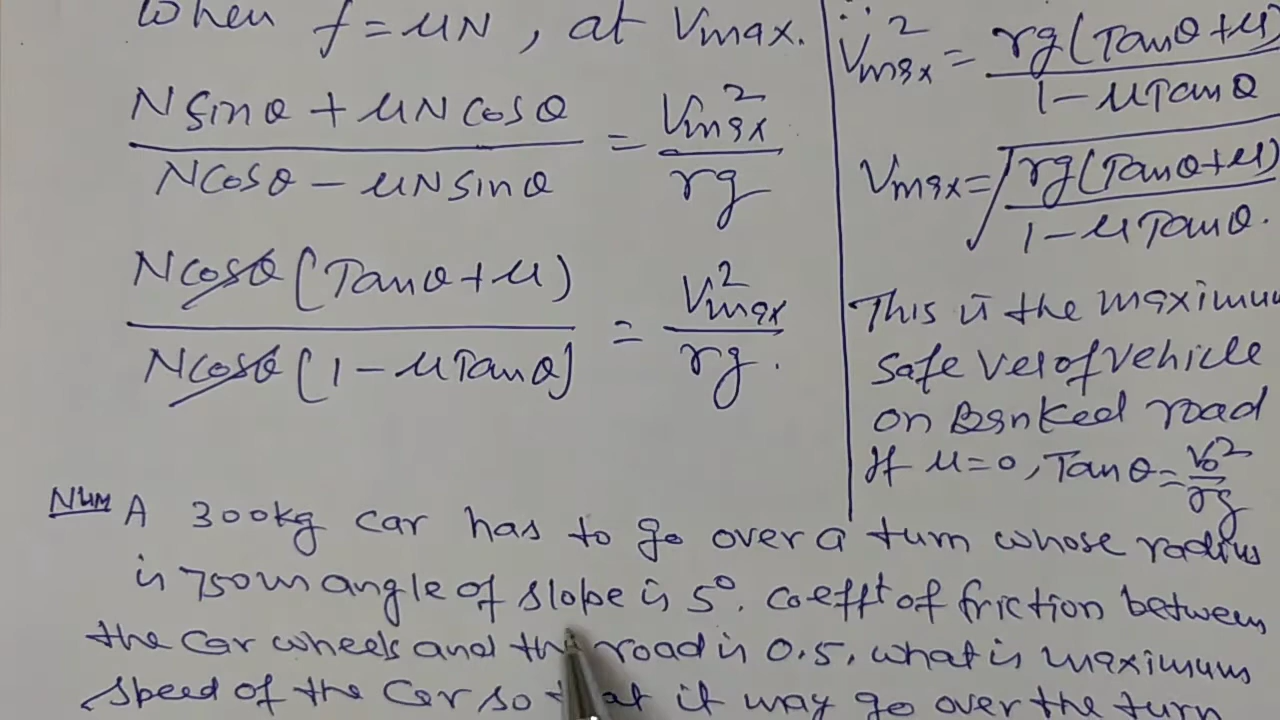 When f = μN, at Vmax.
N sinθ + μN cosθ / N cosθ − μN sinθ = Vmax² / rg
N cosθ (Tanθ + μ) / N cosθ [1 − μTanθ] = Vmax² / rg.
∴ Vmax² = rg(Tanθ + μ) / 1 − μTanθ
Vmax = √ rg(Tanθ + μ) / 1 − μTanθ.
This is the maximu
safe vel of vehicle
on Banked road
If μ = 0, Tanθ = V₀² / rg
Num A 300kg car has to go over a turn whose radius
is 750m angle of slope is 5°. coefft of friction between
the car wheels and the road is 0.5. what is maximum
speed of the car so that it may go over the turn